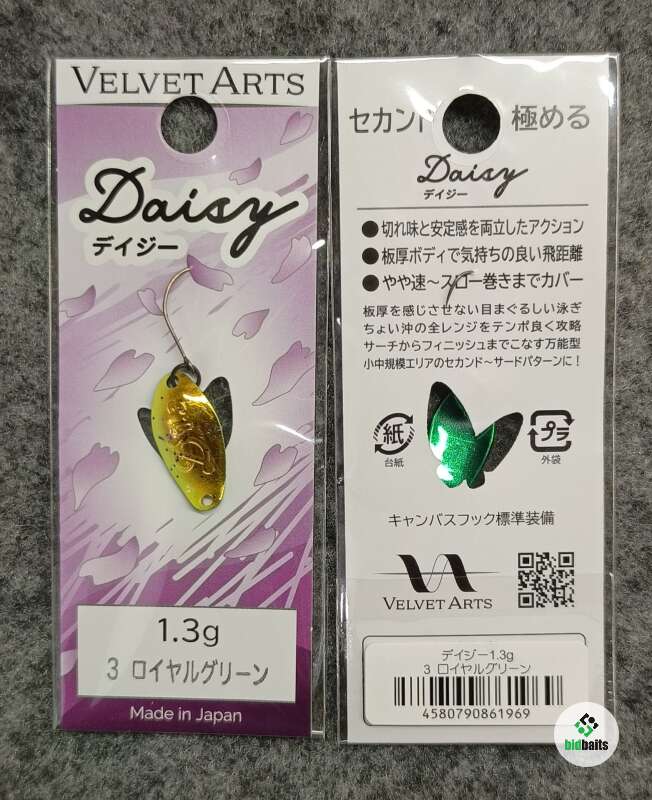 VELVET ARTS
Daisy
デイジー
1.3g
3 ロイヤルグリーン
Made in Japan
セカンド 極める
Daisy
デイジー
●切れ味と安定感を両立したアクション
●板厚ボディで気持ちの良い飛距離
●やや速～スロー巻きまでカバー
板厚を感じさせない目まぐるしい泳ぎ
ちょい沖の全レンジをテンポ良く攻略
サーチからフィニッシュまでこなす万能型
小中規模エリアのセカンド～サードパターンに!
紙
台紙
プラ
外袋
キャンバスフック標準装備
VELVET ARTS
デイジー1.3g
3 ロイヤルグリーン
4580790861969
bidbaits